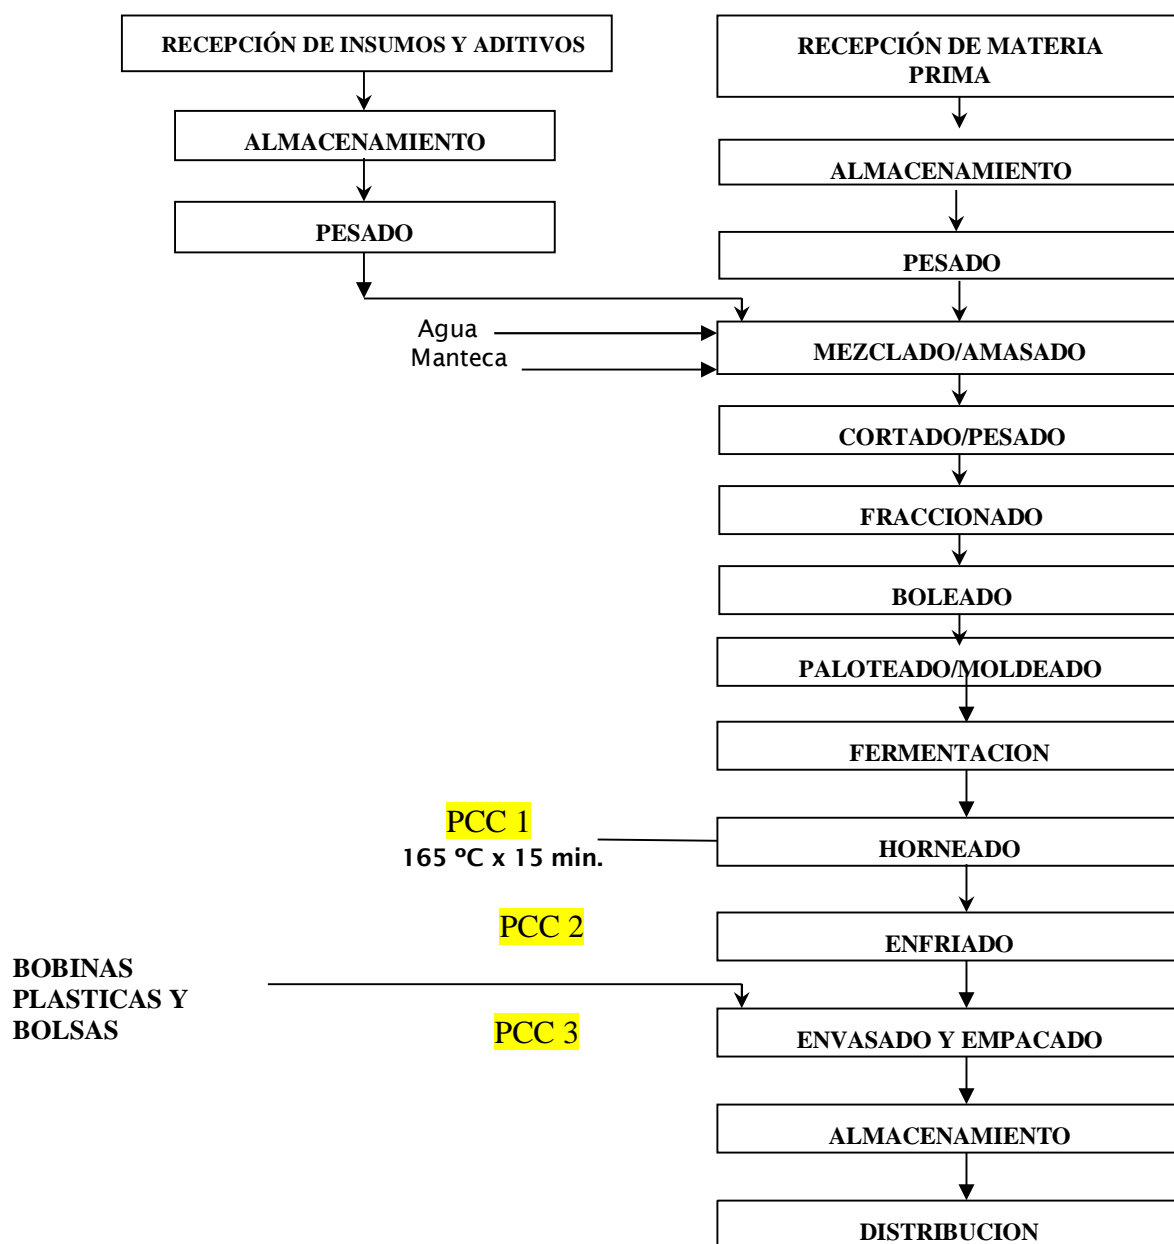 RECEPCIÓN DE INSUMOS Y ADITIVOS
RECEPCIÓN DE MATERIA
PRIMA
ALMACENAMIENTO
ALMACENAMIENTO
PESADO
PESADO
Agua
Manteca
MEZCLADO/AMASADO
CORTADO/PESADO
FRACCIONADO
BOLEADO
PALOTEADO/MOLDEADO
FERMENTACION
PCC 1
165 ºC x 15 min.
HORNEADO
PCC 2
ENFRIADO
BOBINAS
PLASTICAS Y
BOLSAS
PCC 3
ENVASADO Y EMPACADO
ALMACENAMIENTO
DISTRIBUCION